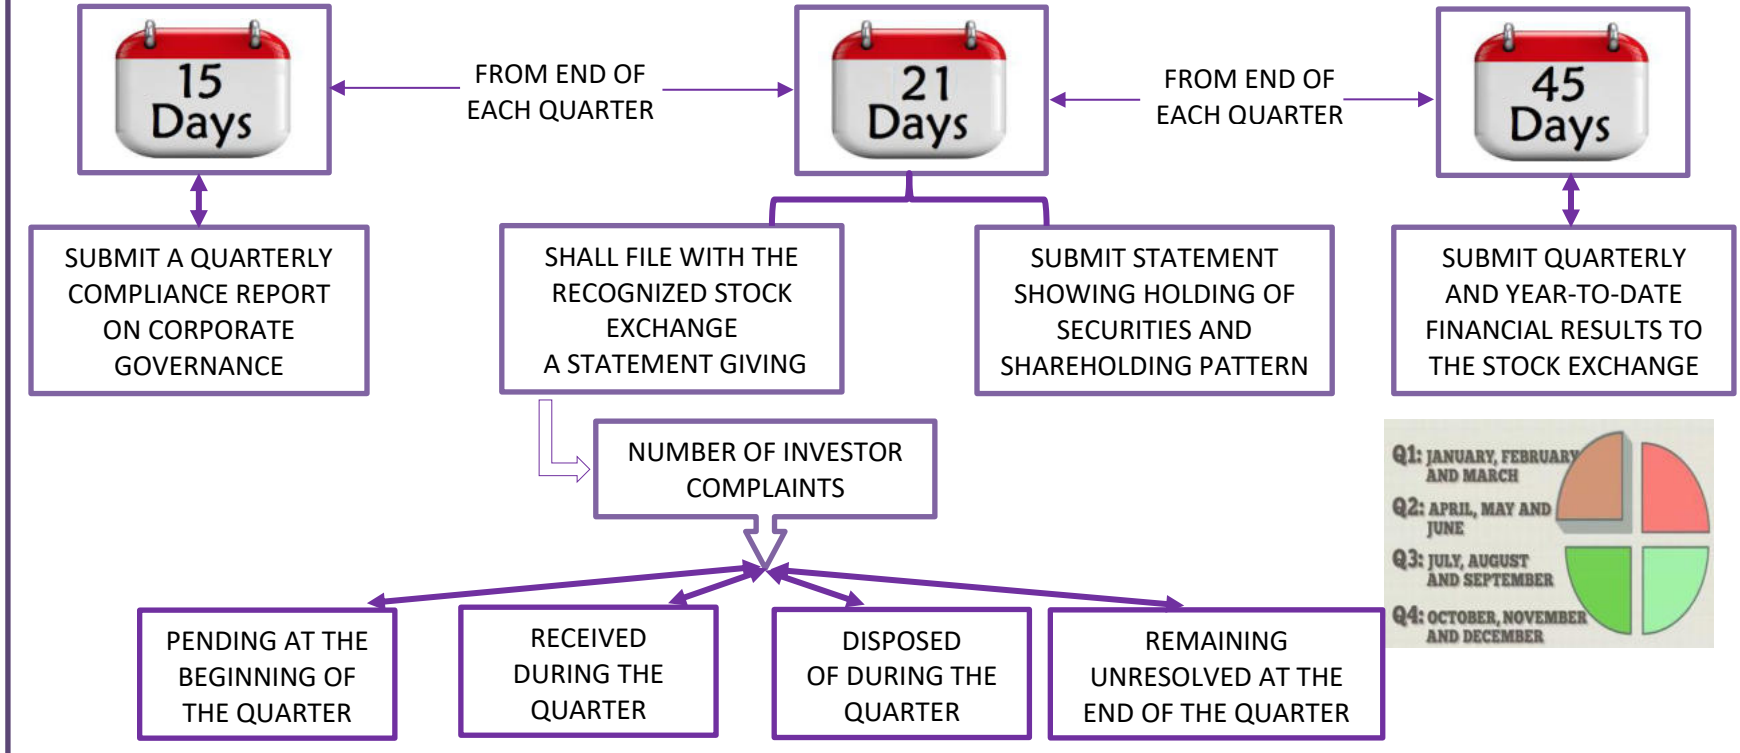 15
Days
FROM END OF
EACH QUARTER
21
Days
FROM END OF
EACH QUARTER
45
Days
SUBMIT A QUARTERLY
COMPLIANCE REPORT
ON CORPORATE
GOVERNANCE
SHALL FILE WITH THE
RECOGNIZED STOCK
EXCHANGE
A STATEMENT GIVING
SUBMIT STATEMENT
SHOWING HOLDING OF
SECURITIES AND
SHAREHOLDING PATTERN
SUBMIT QUARTERLY
AND YEAR-TO-DATE
FINANCIAL RESULTS TO
THE STOCK EXCHANGE
NUMBER OF INVESTOR
COMPLAINTS
Q1: JANUARY, FEBRUARY
AND MARCH
Q2: APRIL, MAY AND
JUNE
Q3: JULY, AUGUST
AND SEPTEMBER
Q4: OCTOBER, NOVEMBER
AND DECEMBER
PENDING AT THE
BEGINNING OF
THE QUARTER
RECEIVED
DURING THE
QUARTER
DISPOSED
OF DURING THE
QUARTER
REMAINING
UNRESOLVED AT THE
END OF THE QUARTER